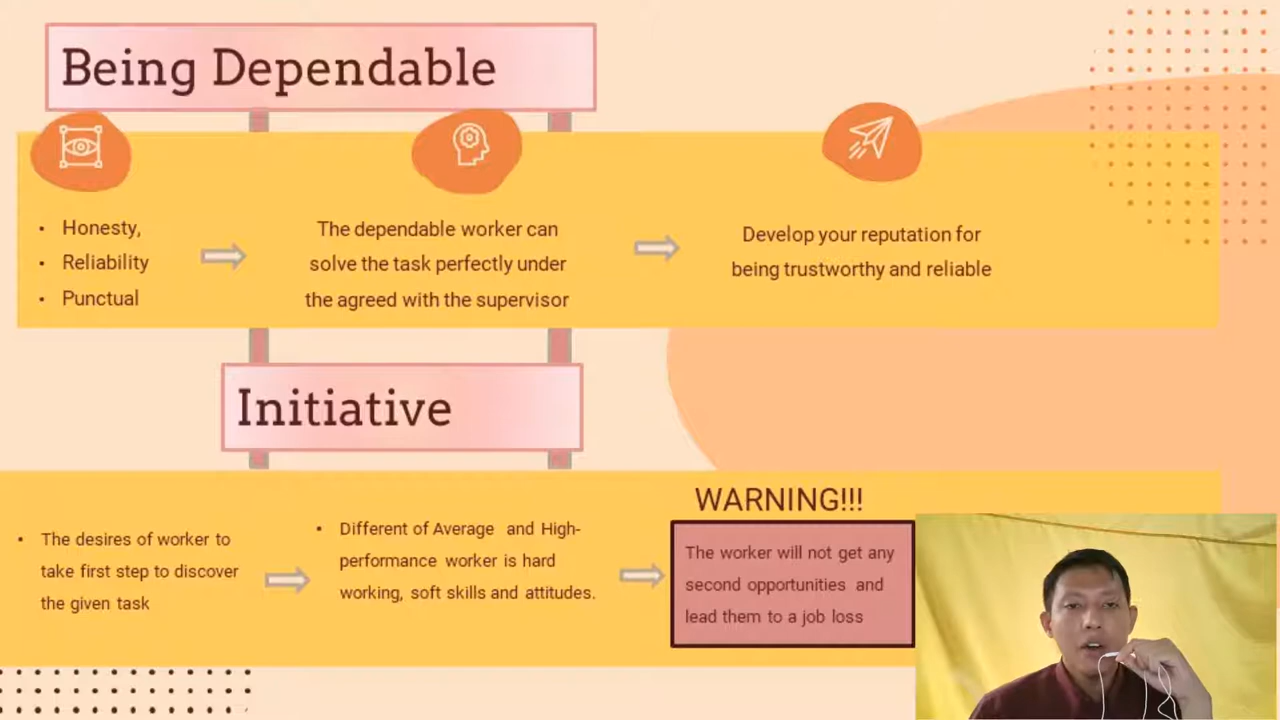 Being Dependable
• Honesty,
• Reliability
• Punctual
The dependable worker can
solve the task perfectly under
the agreed with the supervisor
Develop your reputation for
being trustworthy and reliable
Initiative
• The desires of worker to
take first step to discover
the given task
• Different of Average and High-
performance worker is hard
working, soft skills and attitudes.
WARNING!!!
The worker will not get any
second opportunities and
lead them to a job loss